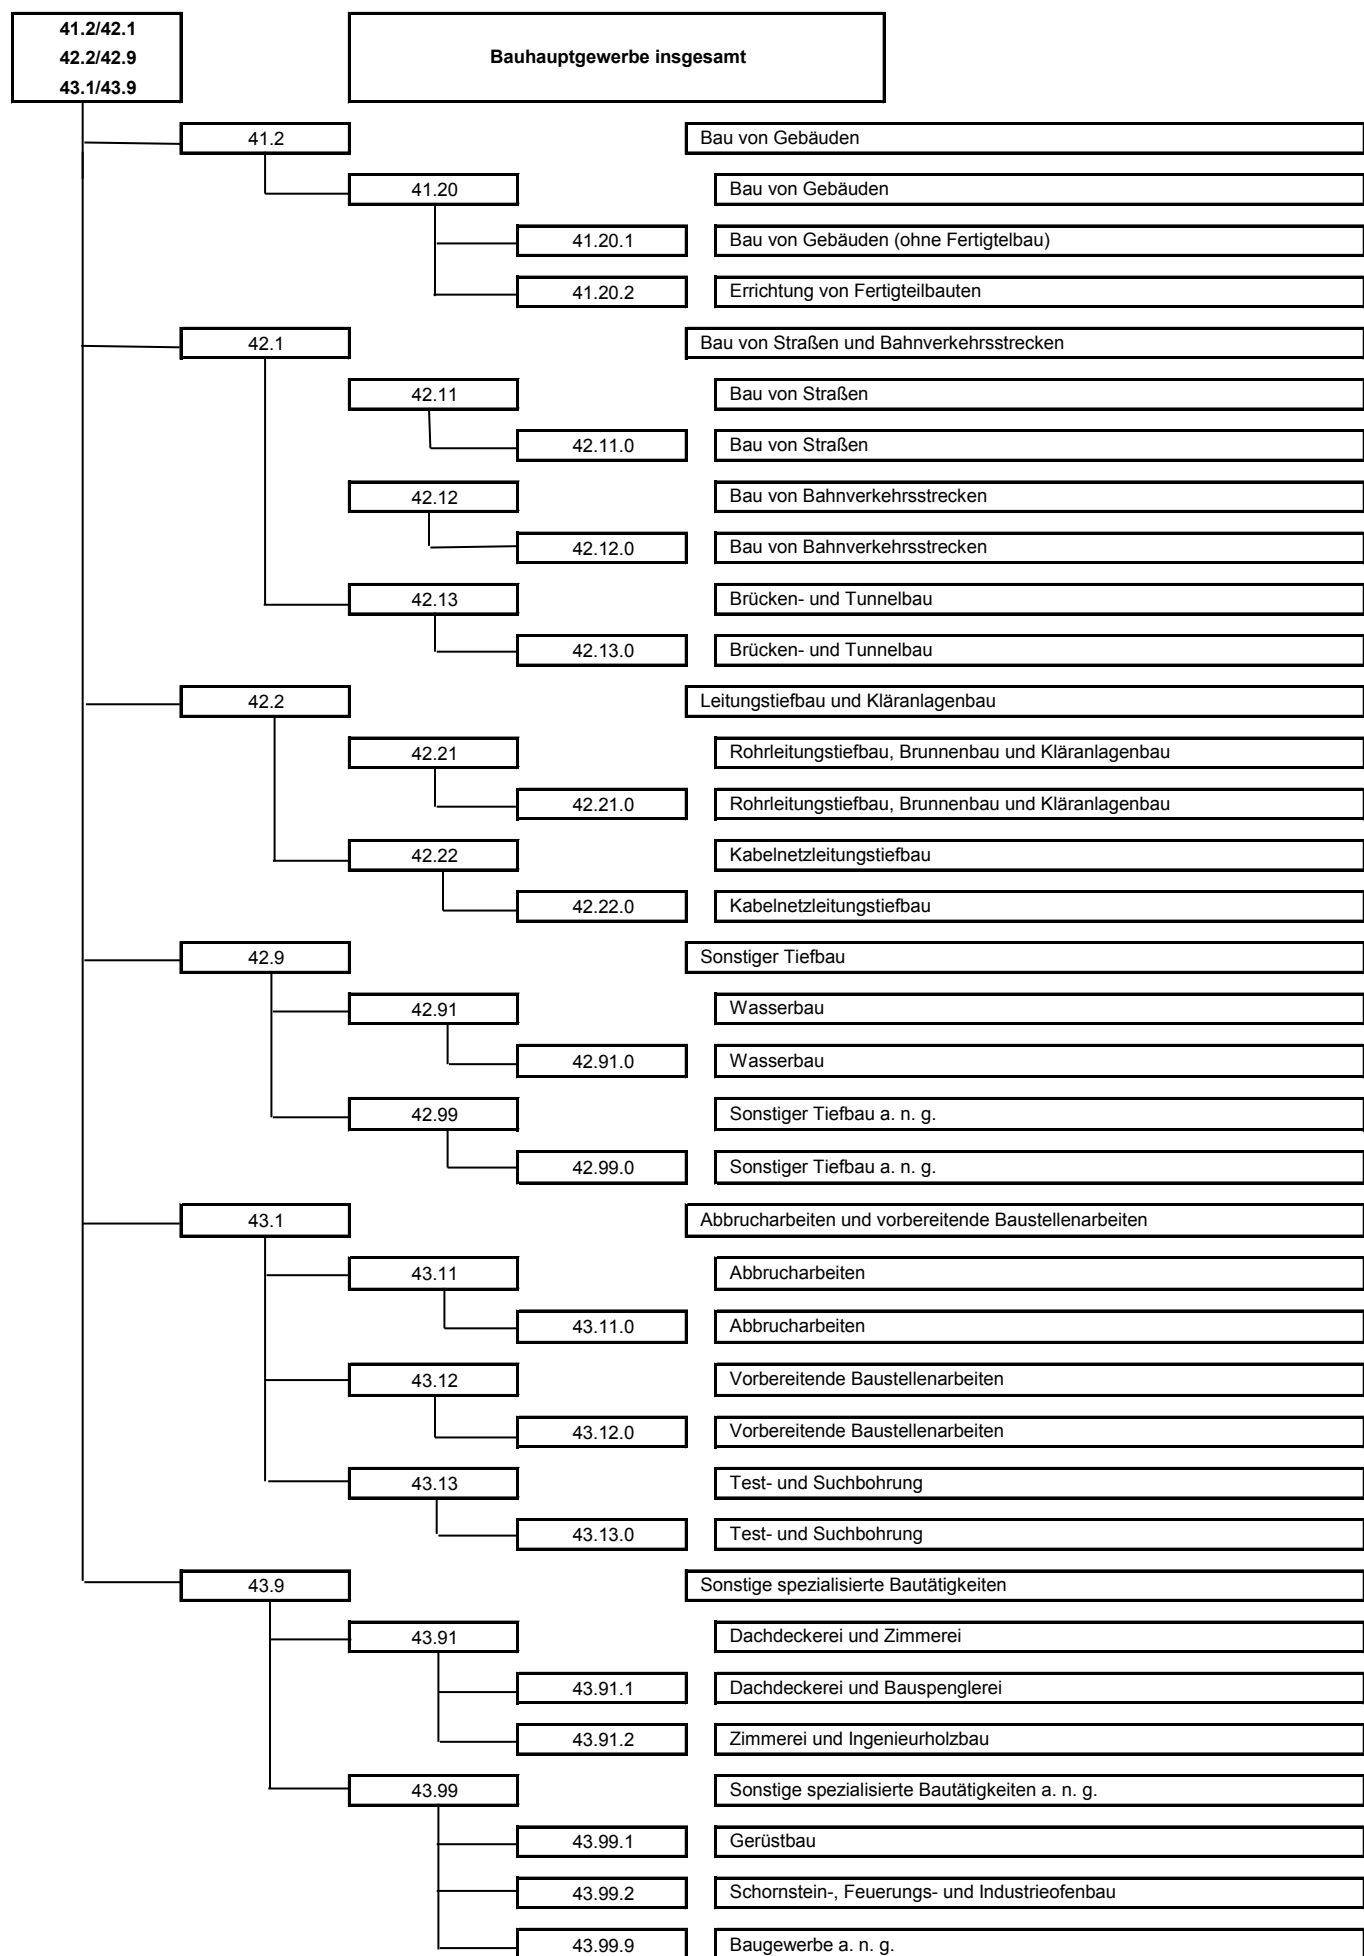 41.2/42.1
42.2/42.9
43.1/43.9
Bauhauptgewerbe insgesamt
41.2 Bau von Gebäuden
41.20 Bau von Gebäuden
41.20.1 Bau von Gebäuden (ohne Fertigtelbau)
41.20.2 Errichtung von Fertigteilbauten
42.1 Bau von Straßen und Bahnverkehrsstrecken
42.11 Bau von Straßen
42.11.0 Bau von Straßen
42.12 Bau von Bahnverkehrsstrecken
42.12.0 Bau von Bahnverkehrsstrecken
42.13 Brücken- und Tunnelbau
42.13.0 Brücken- und Tunnelbau
42.2 Leitungstiefbau und Kläranlagenbau
42.21 Rohrleitungstiefbau, Brunnenbau und Kläranlagenbau
42.21.0 Rohrleitungstiefbau, Brunnenbau und Kläranlagenbau
42.22 Kabelnetzleitungstiefbau
42.22.0 Kabelnetzleitungstiefbau
42.9 Sonstiger Tiefbau
42.91 Wasserbau
42.91.0 Wasserbau
42.99 Sonstiger Tiefbau a. n. g.
42.99.0 Sonstiger Tiefbau a. n. g.
43.1 Abbrucharbeiten und vorbereitende Baustellenarbeiten
43.11 Abbrucharbeiten
43.11.0 Abbrucharbeiten
43.12 Vorbereitende Baustellenarbeiten
43.12.0 Vorbereitende Baustellenarbeiten
43.13 Test- und Suchbohrung
43.13.0 Test- und Suchbohrung
43.9 Sonstige spezialisierte Bautätigkeiten
43.91 Dachdeckerei und Zimmerei
43.91.1 Dachdeckerei und Bauspenglerei
43.91.2 Zimmerei und Ingenieurholzbau
43.99 Sonstige spezialisierte Bautätigkeiten a. n. g.
43.99.1 Gerüstbau
43.99.2 Schornstein-, Feuerungs- und Industrieofenbau
43.99.9 Baugewerbe a. n. g.